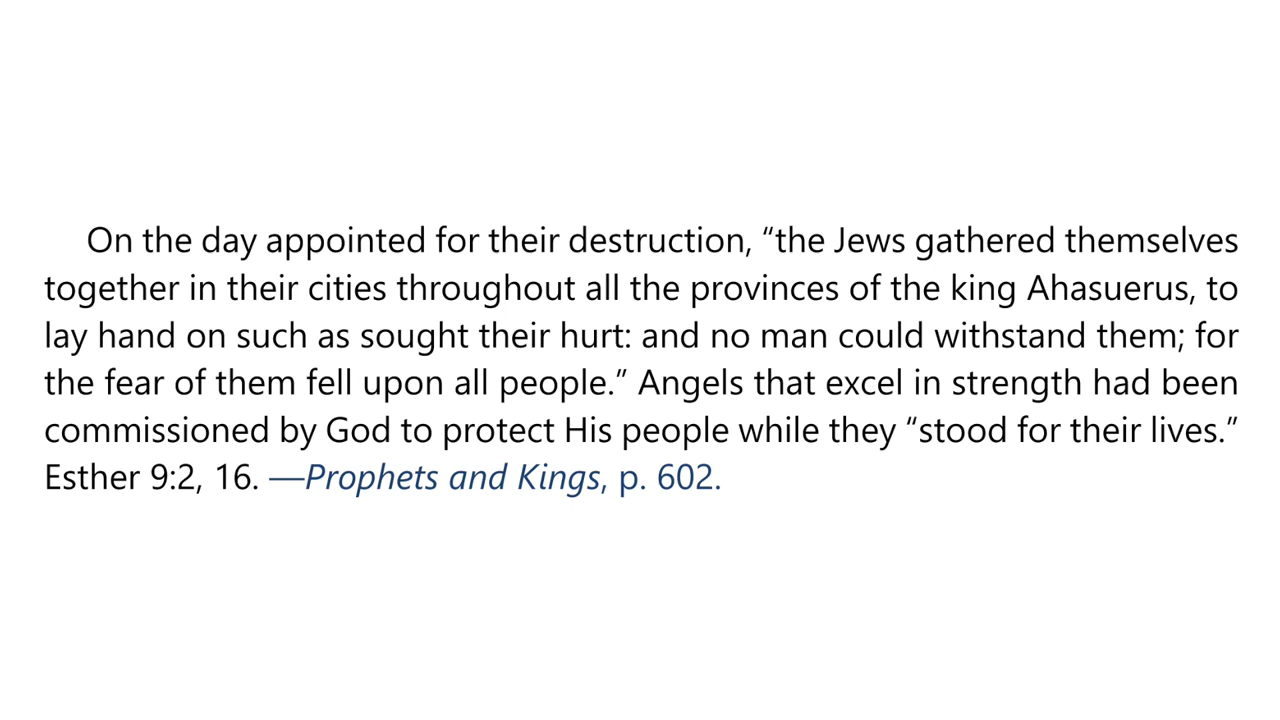 On the day appointed for their destruction, “the Jews gathered themselves
together in their cities throughout all the provinces of the king Ahasuerus, to
lay hand on such as sought their hurt: and no man could withstand them; for
the fear of them fell upon all people.” Angels that excel in strength had been
commissioned by God to protect His people while they “stood for their lives.”
Esther 9:2, 16. —Prophets and Kings, p. 602.